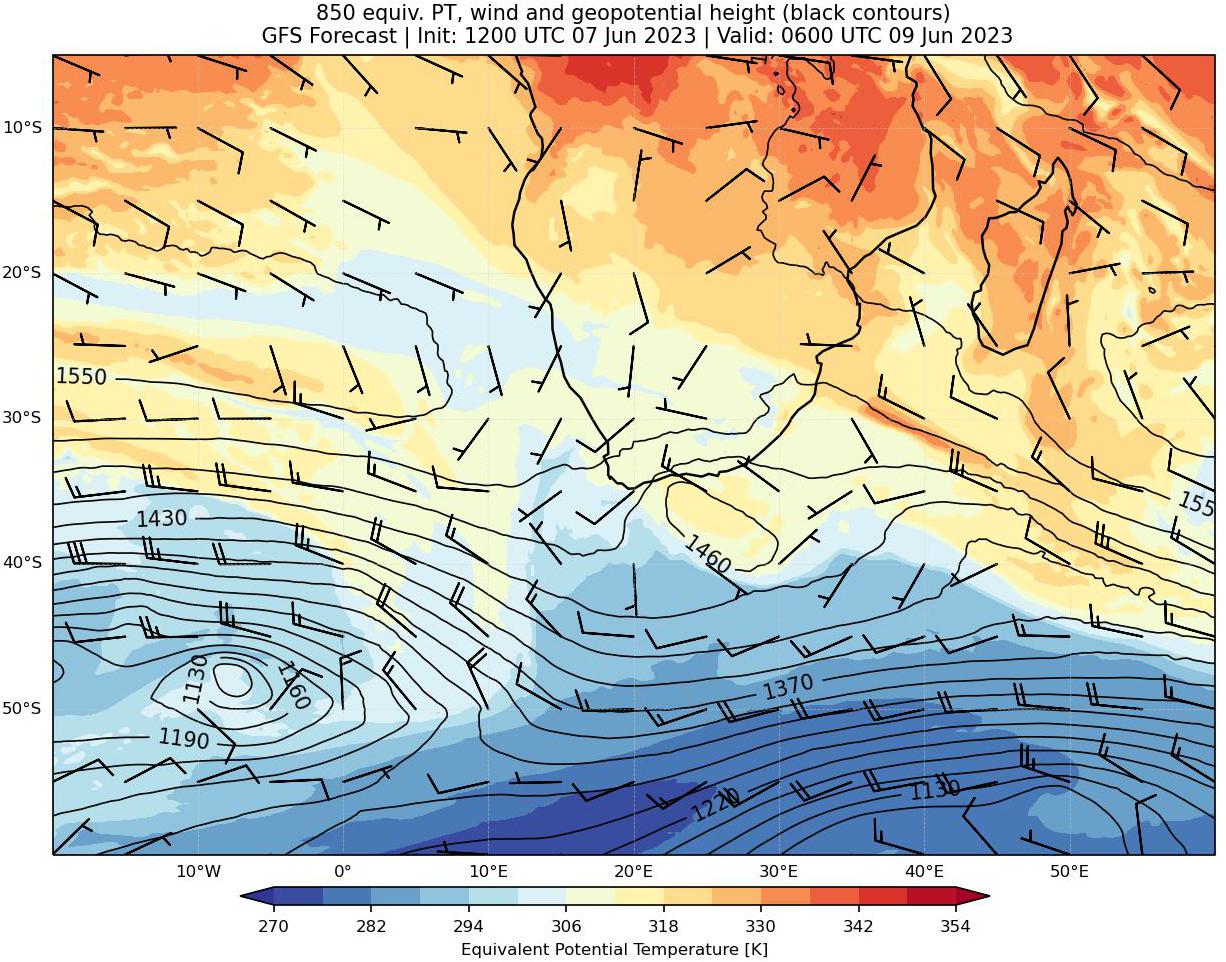 850 equiv. PT, wind and geopotential height (black contours)
GFS Forecast | Init: 1200 UTC 07 Jun 2023 | Valid: 0600 UTC 09 Jun 2023
10°S
20°S
1550
30°S
155
1430
1460
40°S
1130
1160
1370
50°S
1190
1220
1130
10°W 0° 10°E 20°E 30°E 40°E 50°E
270 282 294 306 318 330 342 354
Equivalent Potential Temperature [K]